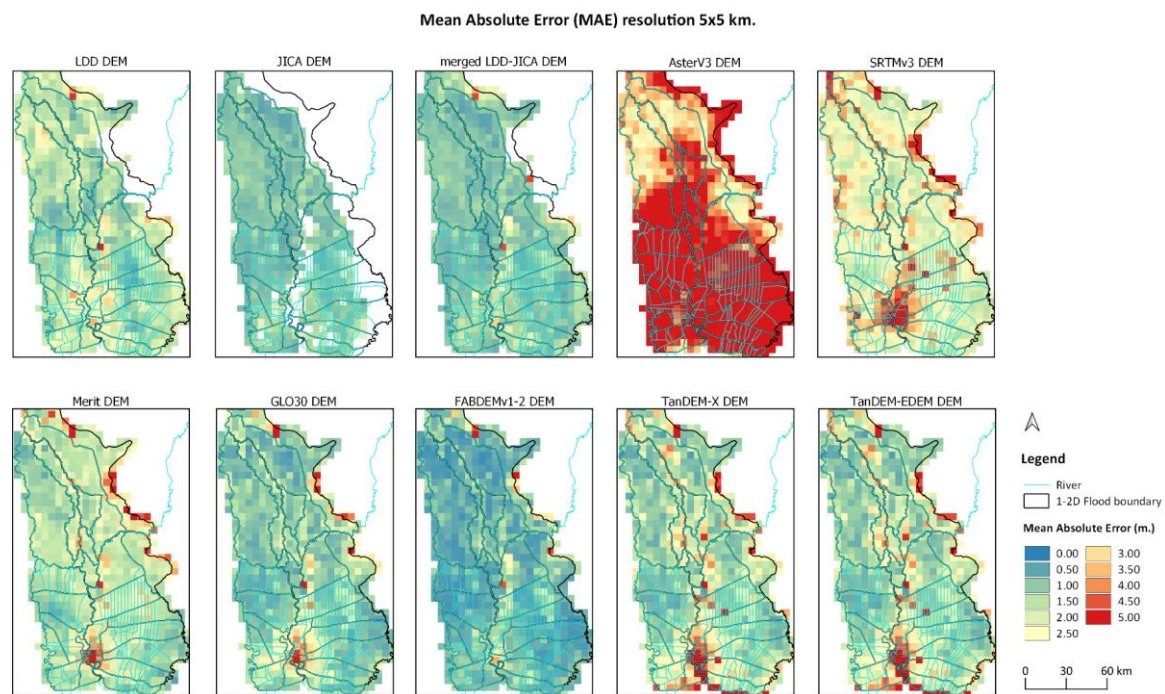 Mean Absolute Error (MAE) resolution 5x5 km.
LDD DEM
JICA DEM
merged LDD-JICA DEM
AsterV3 DEM
SRTMv3 DEM
Merit DEM
GLO30 DEM
FABDEMv1-2 DEM
TanDEM-X DEM
TanDEM-EDEM DEM
Legend
River
1-2D Flood boundary
Mean Absolute Error (m.)
0.00 3.00
0.50 3.50
1.00 4.00
1.50 4.50
2.00 5.00
2.50
0 30 60 km